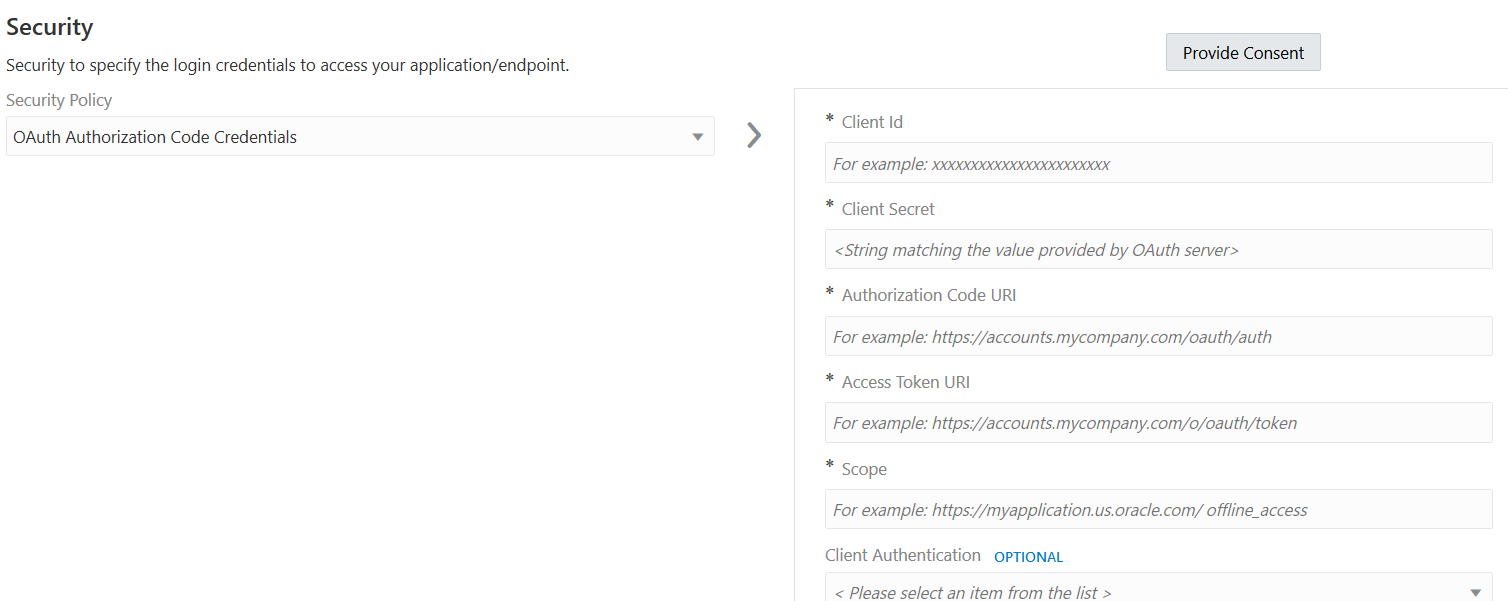 Security
Provide Consent
Security to specify the login credentials to access your application/endpoint.
Security Policy
OAuth Authorization Code Credentials
* Client Id
For example: xxxxxxxxxxxxxxxxxxxxxxx
* Client Secret
<String matching the value provided by OAuth server>
* Authorization Code URI
For example: https://accounts.mycompany.com/oauth/auth
* Access Token URI
For example: https://accounts.mycompany.com/o/oauth/token
* Scope
For example: https://myapplication.us.oracle.com/ offline_access
Client Authentication OPTIONAL
< Please select an item from the list >